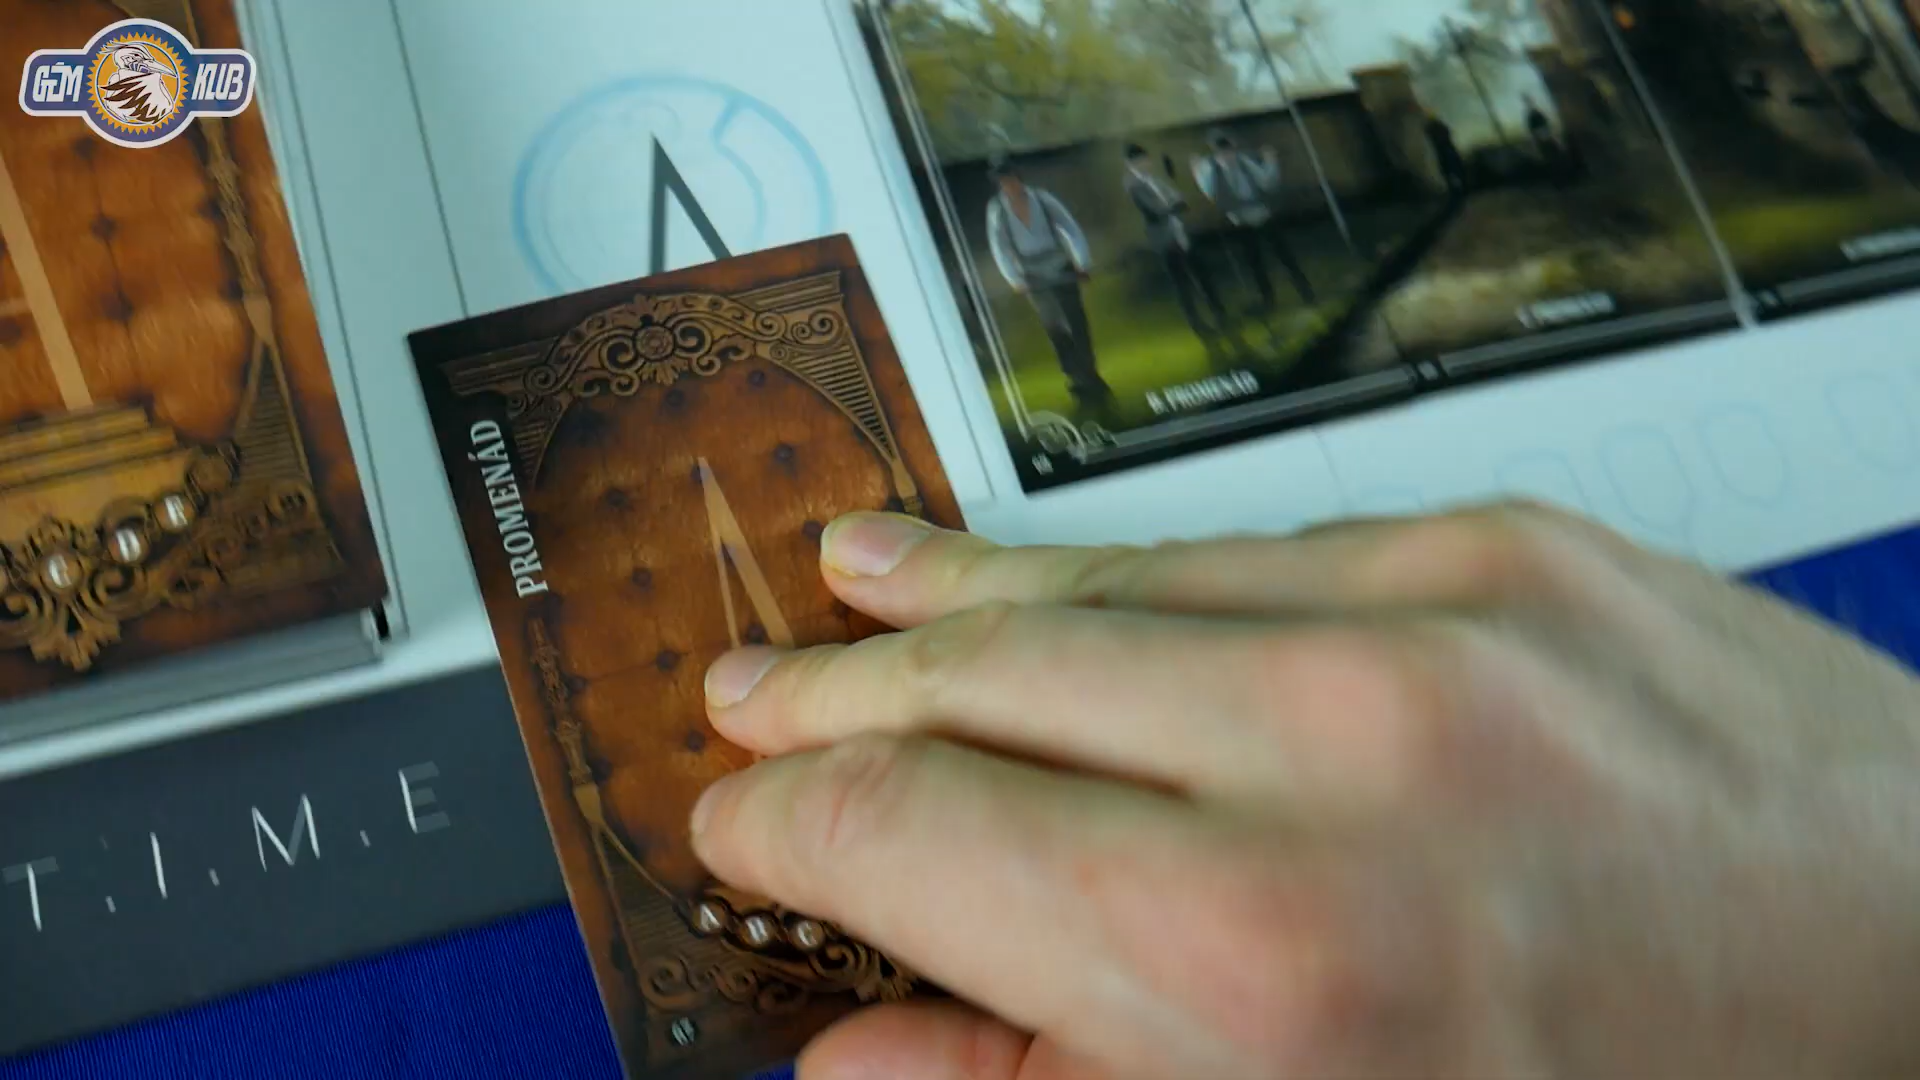 GÉM KLUB
PROMENÁD
B. PROMENÁD
E D R
T.I.M.E
A B C